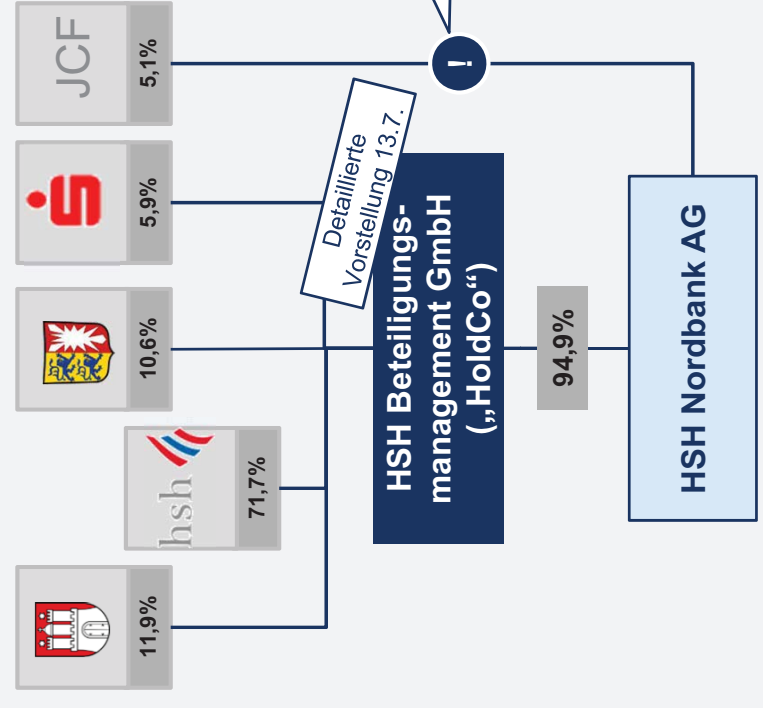 11,9%
hsh
71,7%
10,6%
5,9%
JCF
5,1%
!
Detaillierte
Vorstellung 13.7.
HSH Beteiligungs-
management GmbH
(„HoldCo“)
94,9%
HSH Nordbank AG